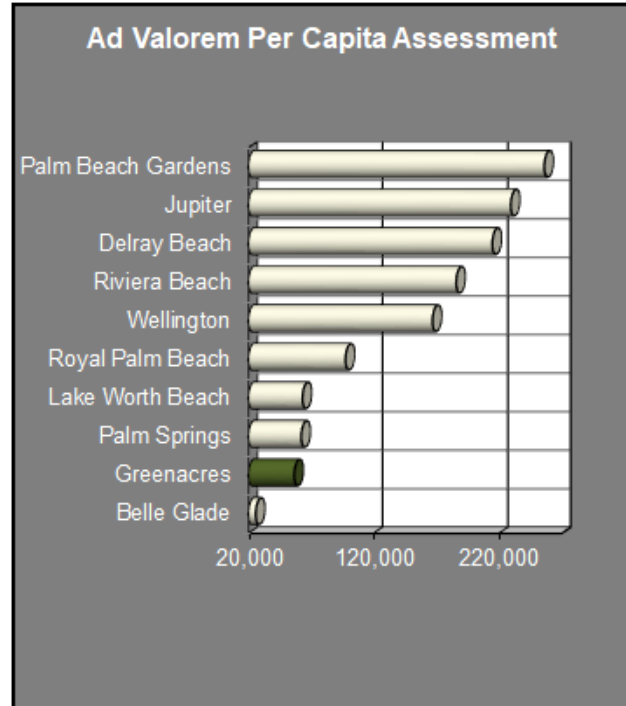 Ad Valorem Per Capita Assessment
Palm Beach Gardens
Jupiter
Delray Beach
Riviera Beach
Wellington
Royal Palm Beach
Lake Worth Beach
Palm Springs
Greenacres
Belle Glade
20,000 120,000 220,000